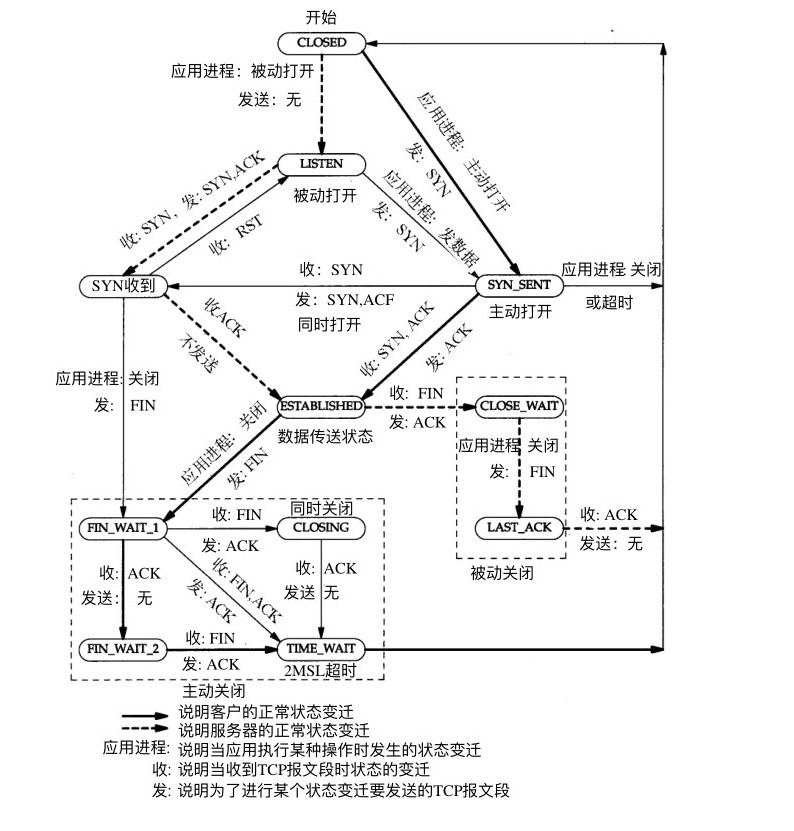 开始
CLOSED
应用进程：被动打开
发送：无
应用进程：主动打开
发：SYN
LISTEN
被动打开
收: SYN，发: SYN,ACK
收：RST
应用进程：发数据
发：SYN
SYN收到
收：SYN
发：SYN,ACF
同时打开
SYN_SENT
主动打开
应用进程 关闭
或超时
收ACK
不发送
收: SYN, ACK
发: ACK
应用进程: 关闭
发: FIN
ESTABLISHED
数据传送状态
收: FIN
发: ACK
CLOSE_WAIT
应用进程 关闭
发: FIN
应用进程：关闭
发: FIN
LAST_ACK
收: ACK
发送：无
被动关闭
FIN_WAIT_1
收: FIN
发: ACK
同时关闭
CLOSING
收: ACK
发送: 无
收: FIN,ACK
发: ACK
收: ACK
发送 无
FIN_WAIT_2
收: FIN
发: ACK
TIME_WAIT
2MSL超时
主动关闭
说明客户的正常状态变迁
说明服务器的正常状态变迁
应用进程: 说明当应用执行某种操作时发生的状态变迁
收: 说明当收到TCP报文段时状态的变迁
发: 说明为了进行某个状态变迁要发送的TCP报文段